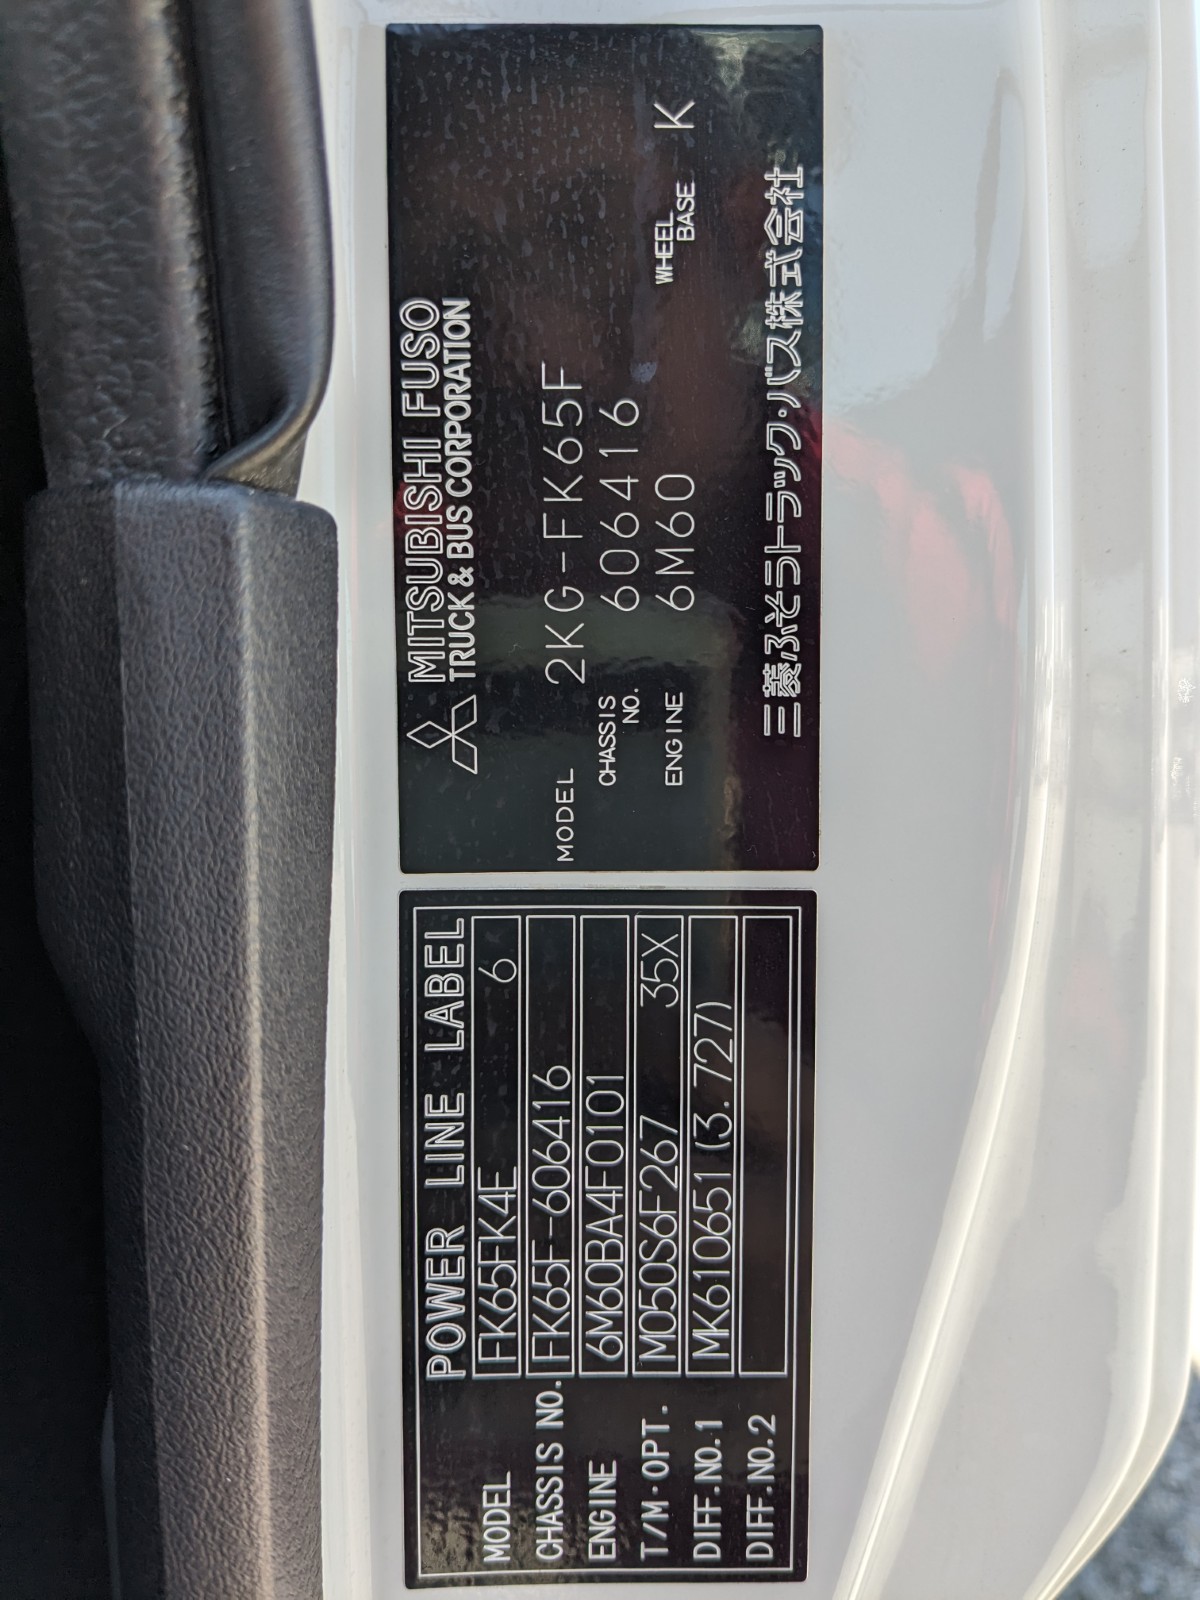 POWER LINE LABEL
MODEL FK65FK4F 6
CHASSIS NO. FK65F-606416
ENGINE 6M60BA4F0101
T/M・OPT. M050S6F267 35X
DIFF.NO.1 MK610651 (3.727)
DIFF.NO.2
MITSUBISHI FUSO
TRUCK & BUS CORPORATION
MODEL 2KG-FK65F
CHASSIS NO. 606416
ENGINE 6M60 WHEEL BASE K
三菱ふそうトラック・バス株式会社